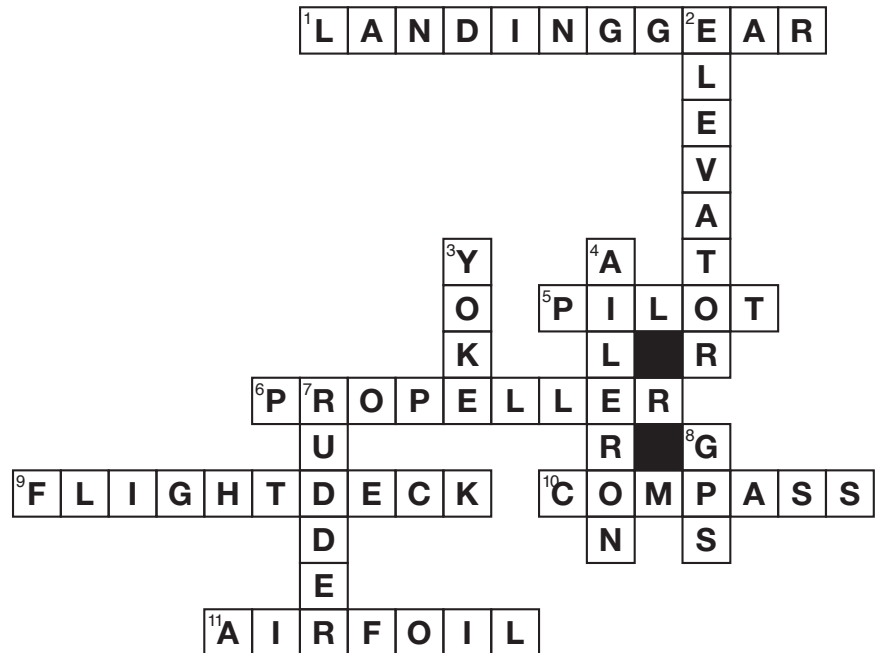 1 L A N D I N G G 2 E A R
L
E
V
A
3 Y 4 A T
O 5 P I L O T
K L R
6 P 7 R O P E L L E R
U R 8 G
9 F L I G H T D E C K 10 C O M P A S S
D N S
E
11 A I R F O I L